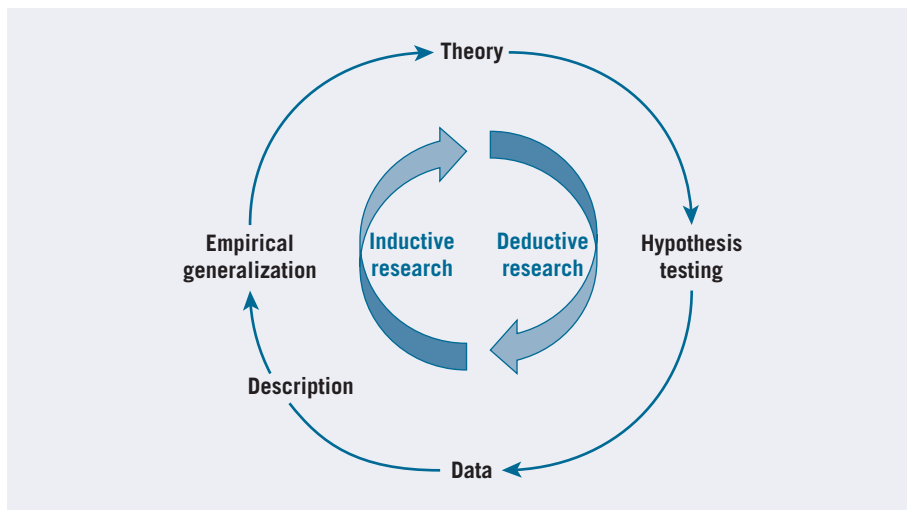 Theory
Empirical
generalization
Inductive
research
Deductive
research
Hypothesis
testing
Description
Data